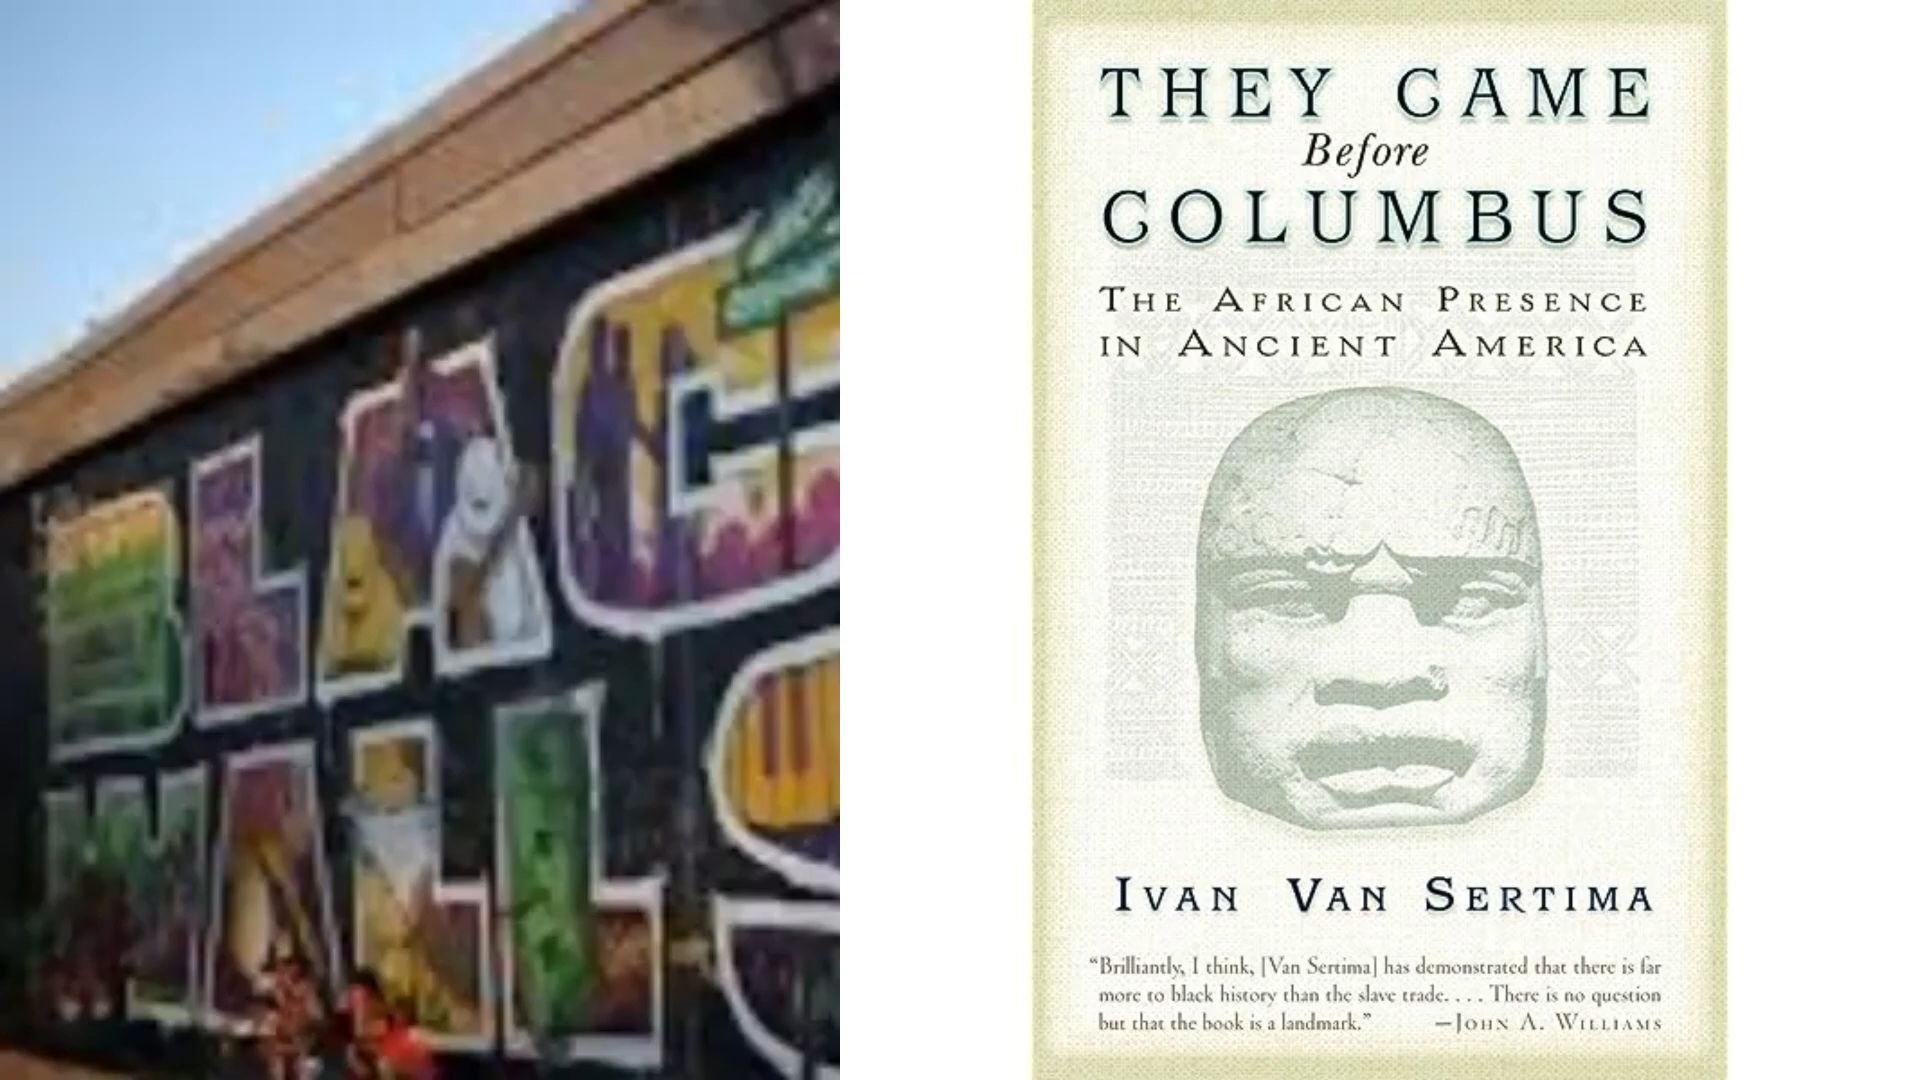 BLAC
WALLS
THEY CAME
Before
COLUMBUS
THE AFRICAN PRESENCE
IN ANCIENT AMERICA
IVAN VAN SERTIMA
“Brilliantly, I think, [Van Sertima] has demonstrated that there is far
more to black history than the slave trade. . . . There is no question
but that the book is a landmark.” —JOHN A. WILLIAMS